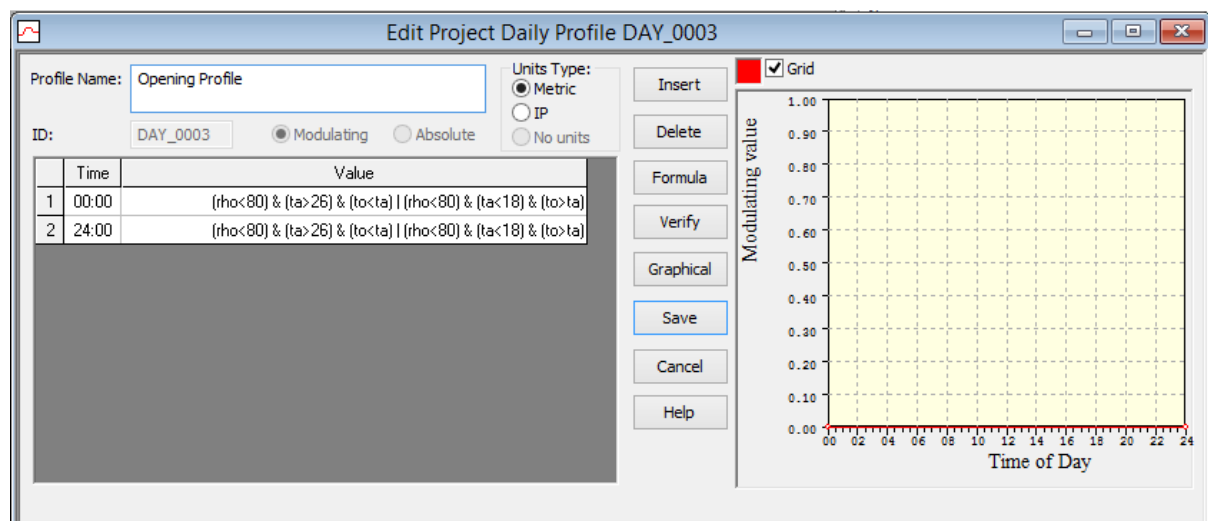 Edit Project Daily Profile DAY_0003
Profile Name: Opening Profile
Units Type:
Metric
IP
No units
ID: DAY_0003 Modulating Absolute
Time Value
1 00:00 (rho<80) & (ta>26) & (to<ta) | (rho<80) & (ta<18) & (to>ta)
2 24:00 (rho<80) & (ta>26) & (to<ta) | (rho<80) & (ta<18) & (to>ta)
Insert
Delete
Formula
Verify
Graphical
Save
Cancel
Help
Grid
Modulating value
1.00
0.90
0.80
0.70
0.60
0.50
0.40
0.30
0.20
0.10
0.00
00 02 04 06 08 10 12 14 16 18 20 22 24
Time of Day